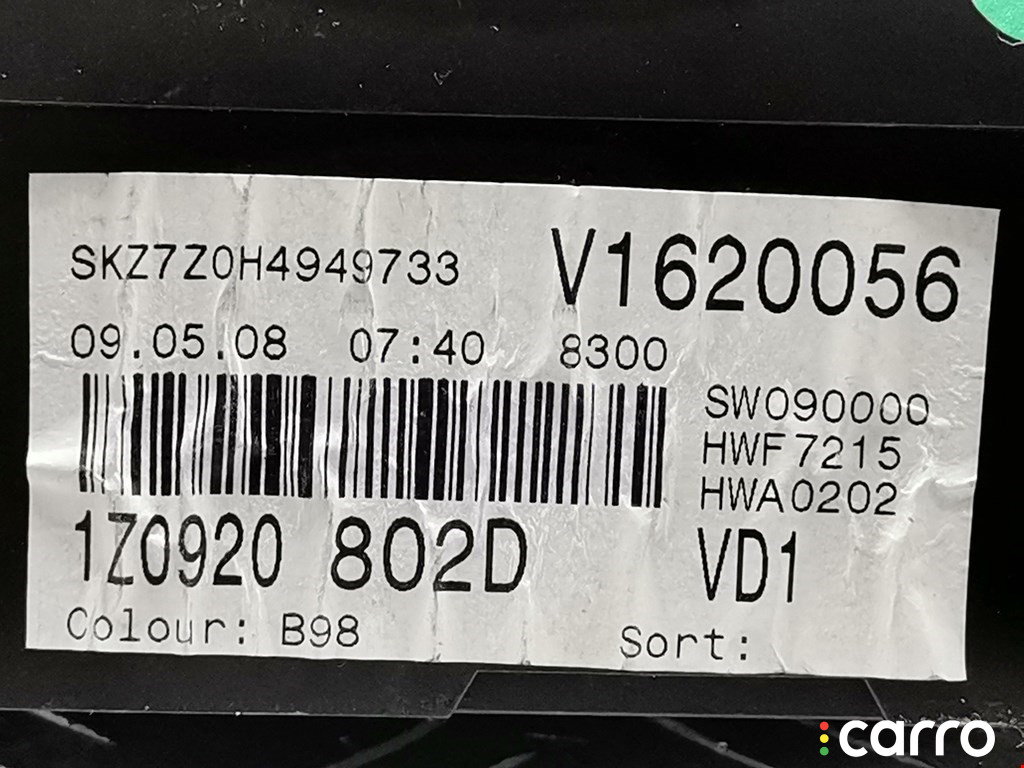 SKZ7Z0H4949733 V1620056
09.05.08 07:40 8300
SW090000
HWF7215
HWA0202
1Z0920 802D VD1
Colour: B98 Sort:
carro